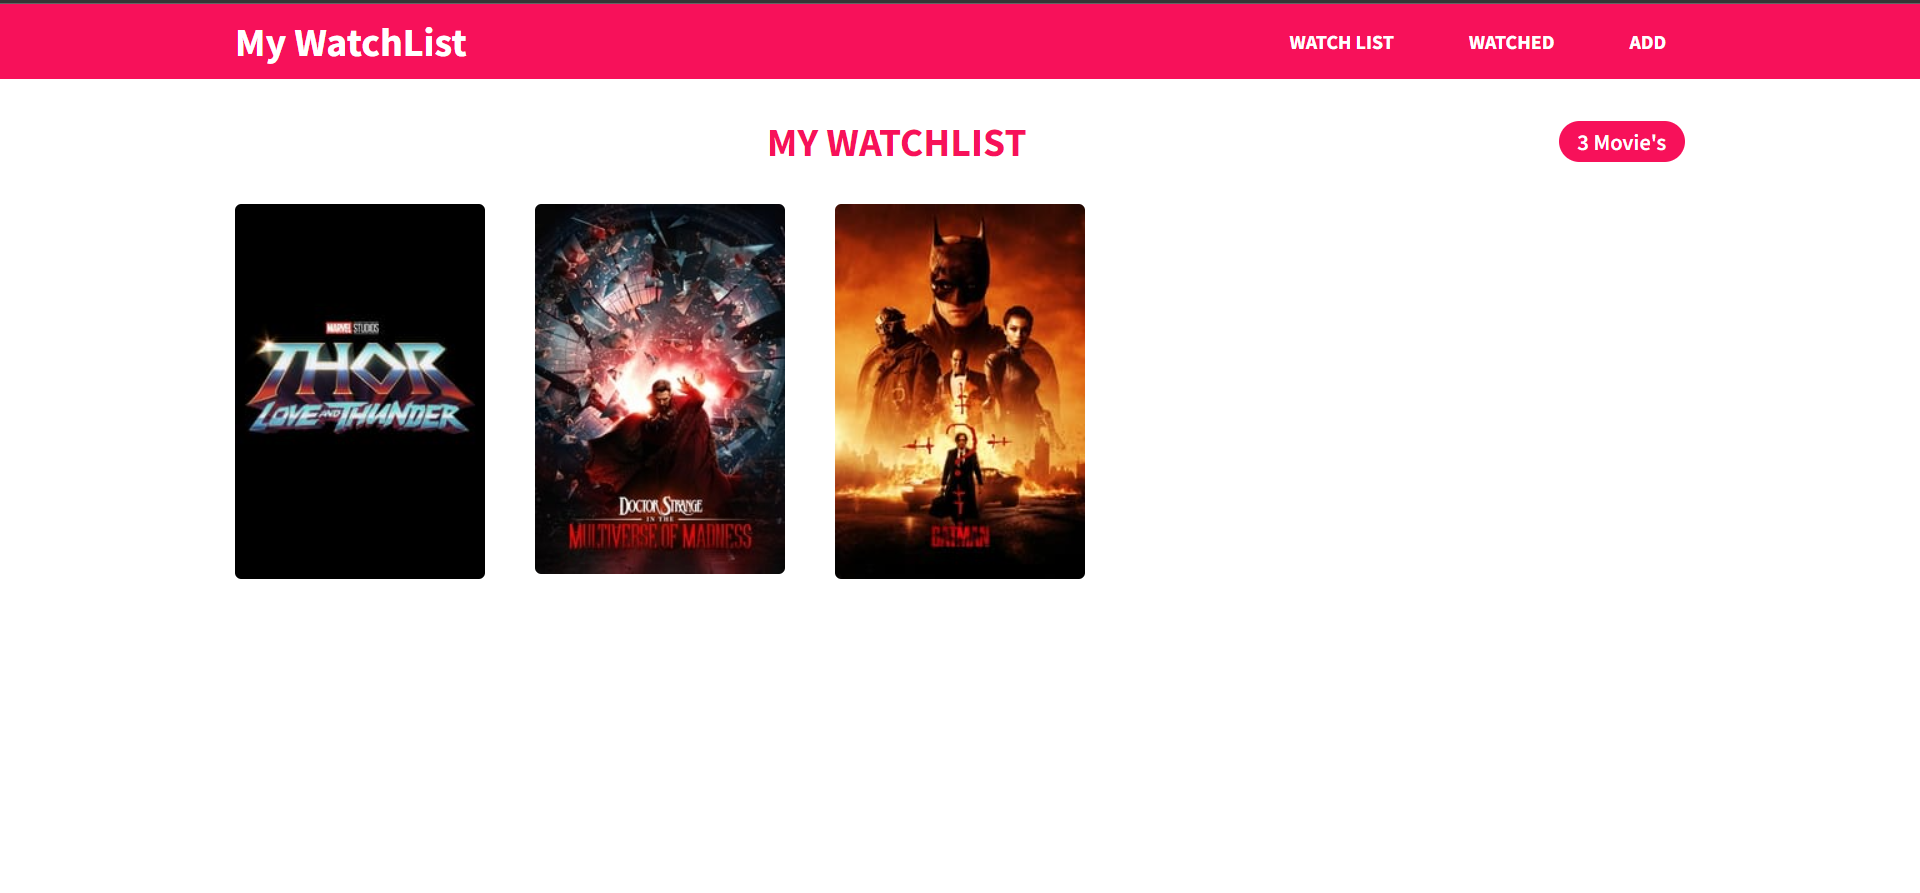 My WatchList
WATCH LIST
WATCHED
ADD
MY WATCHLIST
3 Movie's
MARVEL STUDIOS
THOR
LOVE AND THUNDER
DOCTOR STRANGE
IN THE
MULTIVERSE OF MADNESS
BATMAN